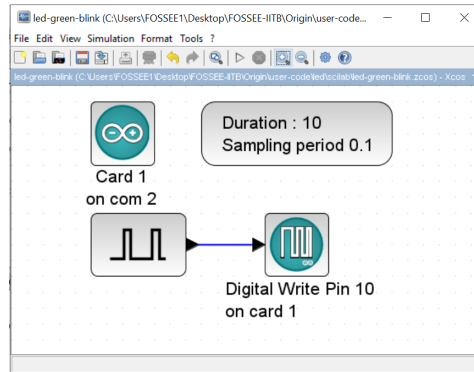 led-green-blink (C:\Users\FOSSEE1\Desktop\FOSSEE-IITB\Origin\user-code...
File Edit View Simulation Format Tools ?
led-green-blink (C:\Users\FOSSEE1\Desktop\FOSSEE-IITB\Origin\user-code\led\scilab\led-green-blink.zcos) - Xcos
Duration : 10
Sampling period 0.1
Card 1
on com 2
Digital Write Pin 10
on card 1